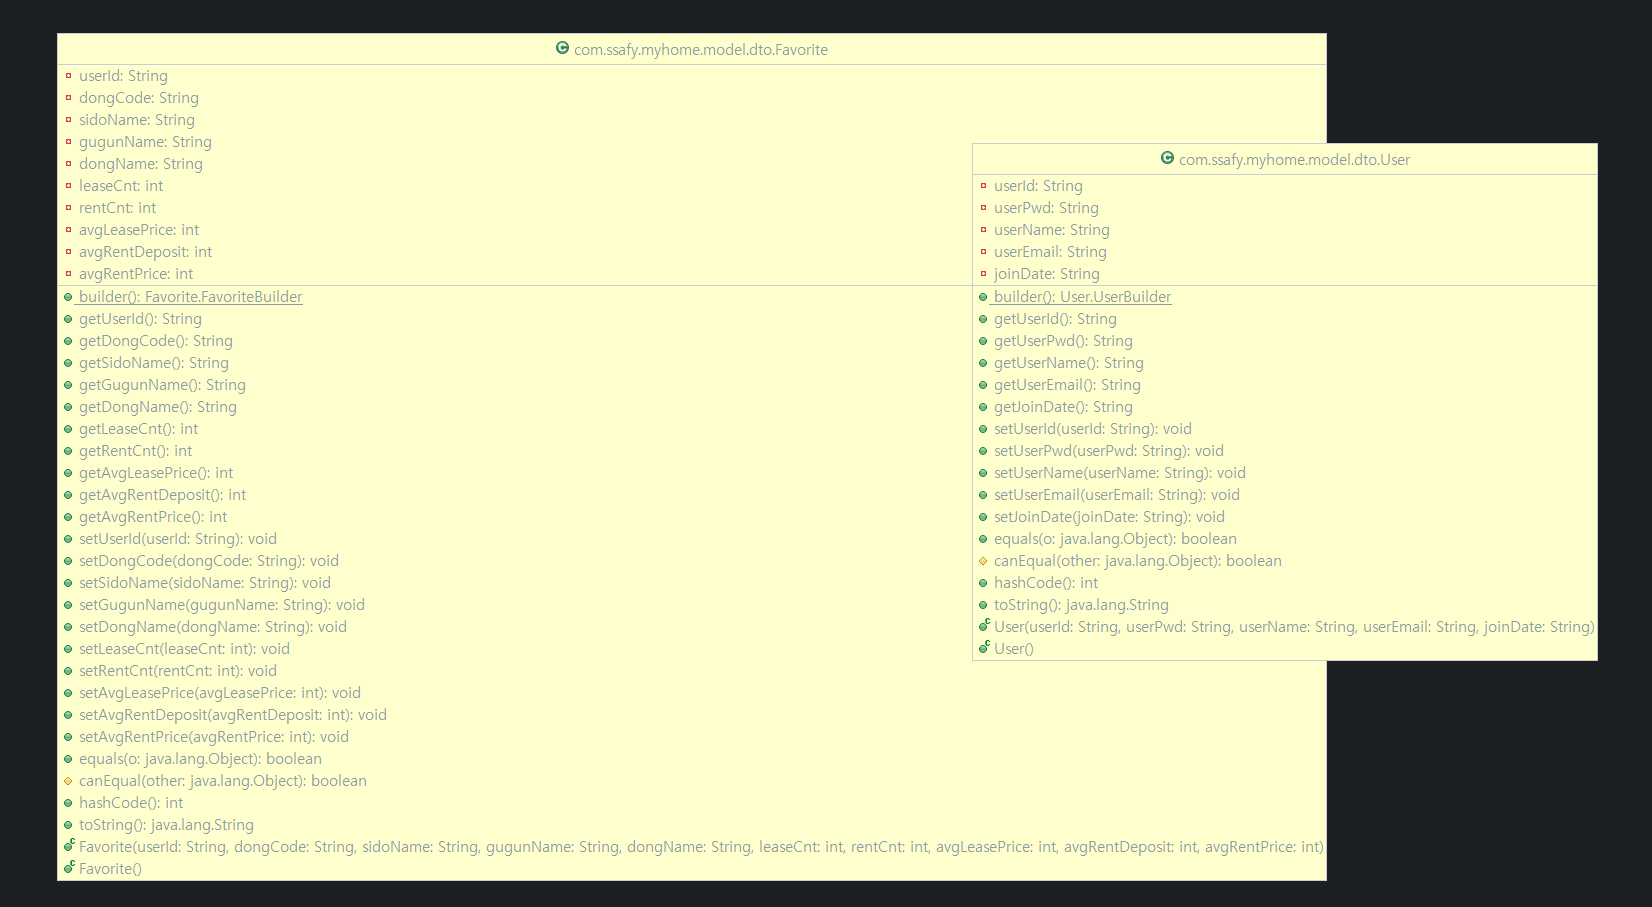 com.ssafy.myhome.model.dto.Favorite
userId: String
dongCode: String
sidoName: String
gugunName: String
dongName: String
leaseCnt: int
rentCnt: int
avgLeasePrice: int
avgRentDeposit: int
avgRentPrice: int
builder(): Favorite.FavoriteBuilder
getUserId(): String
getDongCode(): String
getSidoName(): String
getGugunName(): String
getDongName(): String
getLeaseCnt(): int
getRentCnt(): int
getAvgLeasePrice(): int
getAvgRentDeposit(): int
getAvgRentPrice(): int
setUserId(userId: String): void
setDongCode(dongCode: String): void
setSidoName(sidoName: String): void
setGugunName(gugunName: String): void
setDongName(dongName: String): void
setLeaseCnt(leaseCnt: int): void
setRentCnt(rentCnt: int): void
setAvgLeasePrice(avgLeasePrice: int): void
setAvgRentDeposit(avgRentDeposit: int): void
setAvgRentPrice(avgRentPrice: int): void
equals(o: java.lang.Object): boolean
canEqual(other: java.lang.Object): boolean
hashCode(): int
toString(): java.lang.String
Favorite(userId: String, dongCode: String, sidoName: String, gugunName: String, dongName: String, leaseCnt: int, rentCnt: int, avgLeasePrice: int, avgRentDeposit: int, avgRentPrice: int)
Favorite()
com.ssafy.myhome.model.dto.User
userId: String
userPwd: String
userName: String
userEmail: String
joinDate: String
builder(): User.UserBuilder
getUserId(): String
getUserPwd(): String
getUserName(): String
getUserEmail(): String
getJoinDate(): String
setUserId(userId: String): void
setUserPwd(userPwd: String): void
setUserName(userName: String): void
setUserEmail(userEmail: String): void
setJoinDate(joinDate: String): void
equals(o: java.lang.Object): boolean
canEqual(other: java.lang.Object): boolean
hashCode(): int
toString(): java.lang.String
User(userId: String, userPwd: String, userName: String, userEmail: String, joinDate: String)
User()